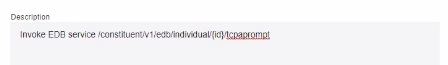 Description
Invoke EDB service /constituent/v1/edb/individual/{id}/tcpaprompt